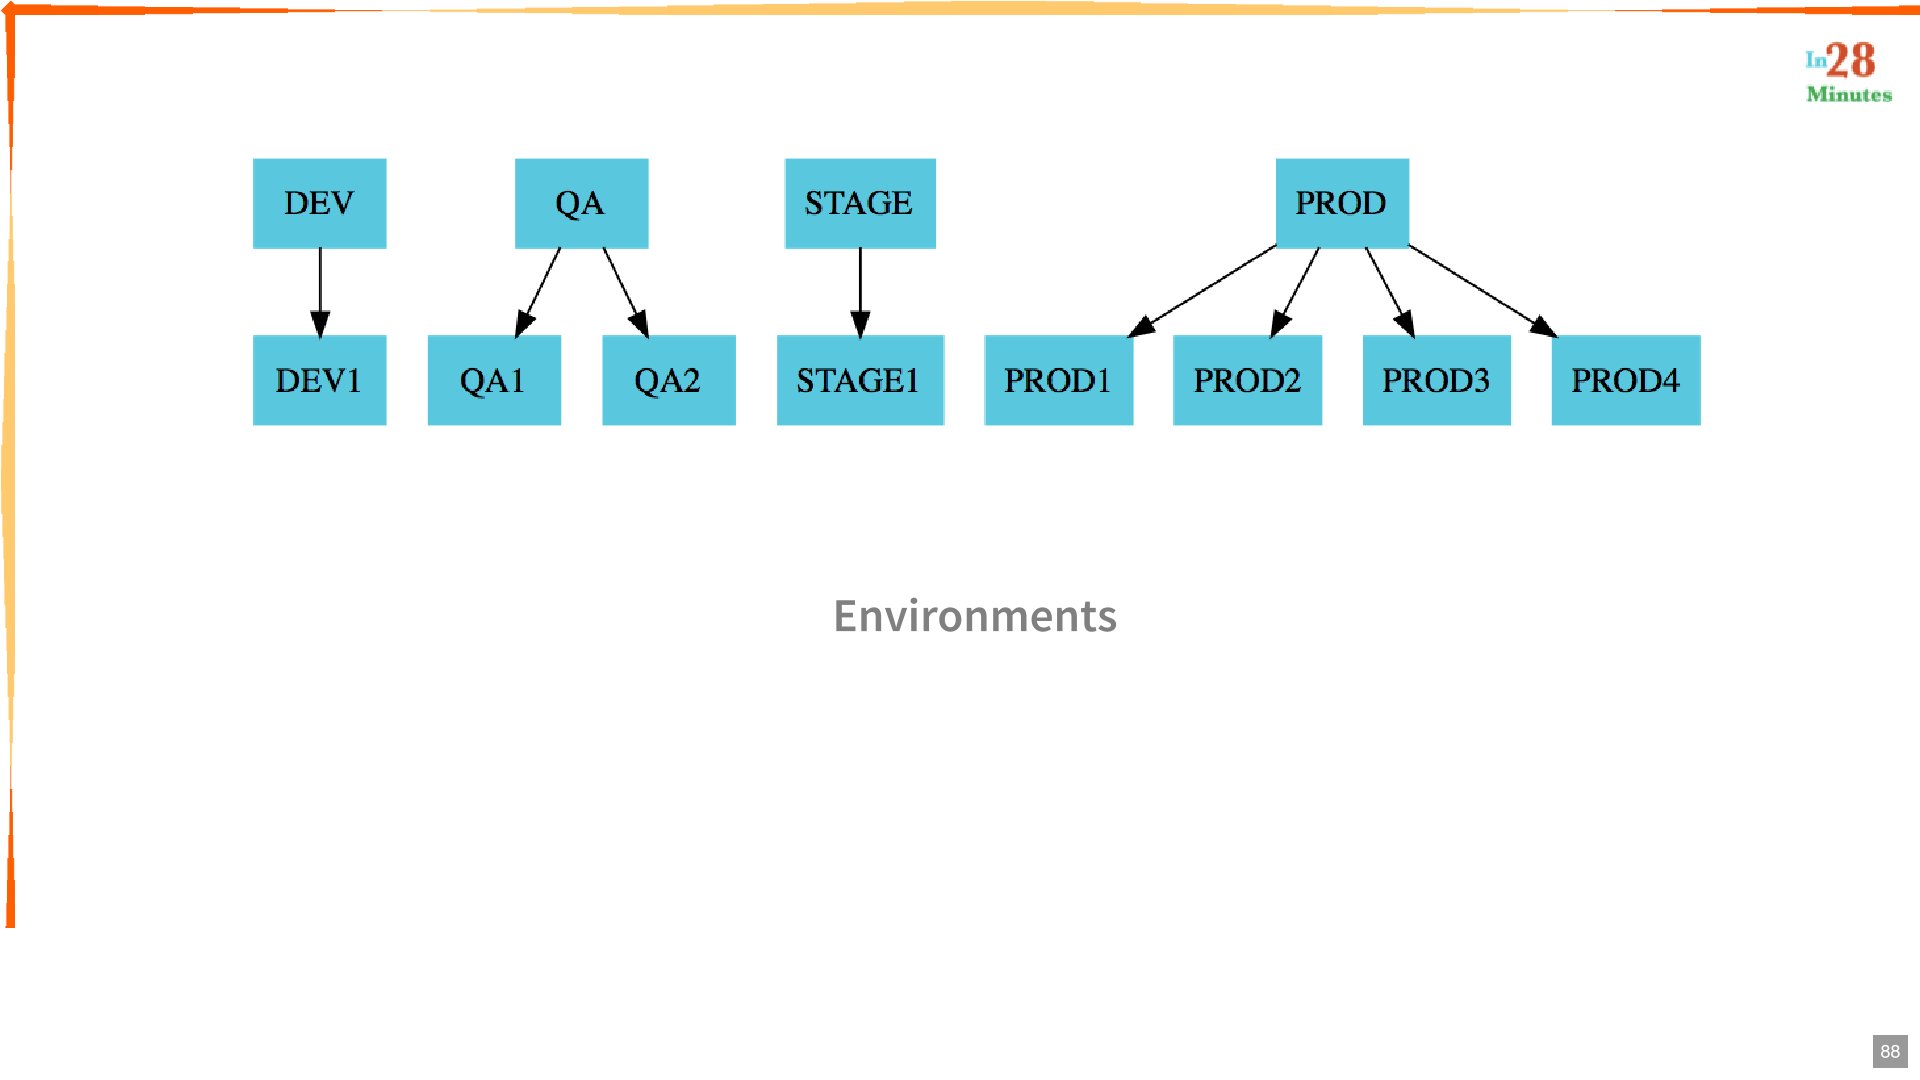 In28
Minutes
DEV QA STAGE PROD
DEV1 QA1 QA2 STAGE1 PROD1 PROD2 PROD3 PROD4
Environments
88